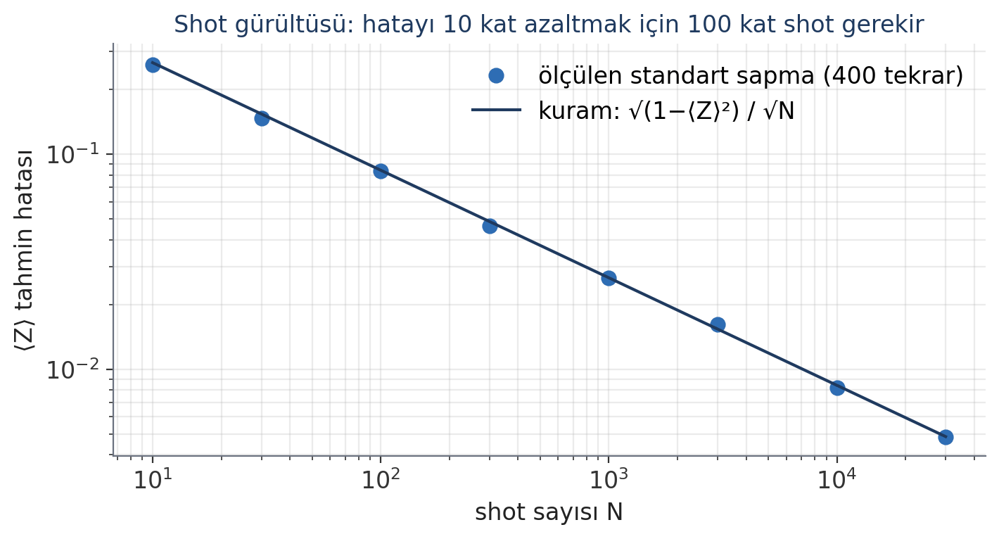 Shot gürültüsü: hatayı 10 kat azaltmak için 100 kat shot gerekir
ölçülen standart sapma (400 tekrar)
kuram: √(1−⟨Z⟩²) / √N
⟨Z⟩ tahmin hatası
10⁻¹
10⁻²
10¹ 10² 10³ 10⁴
shot sayısı N